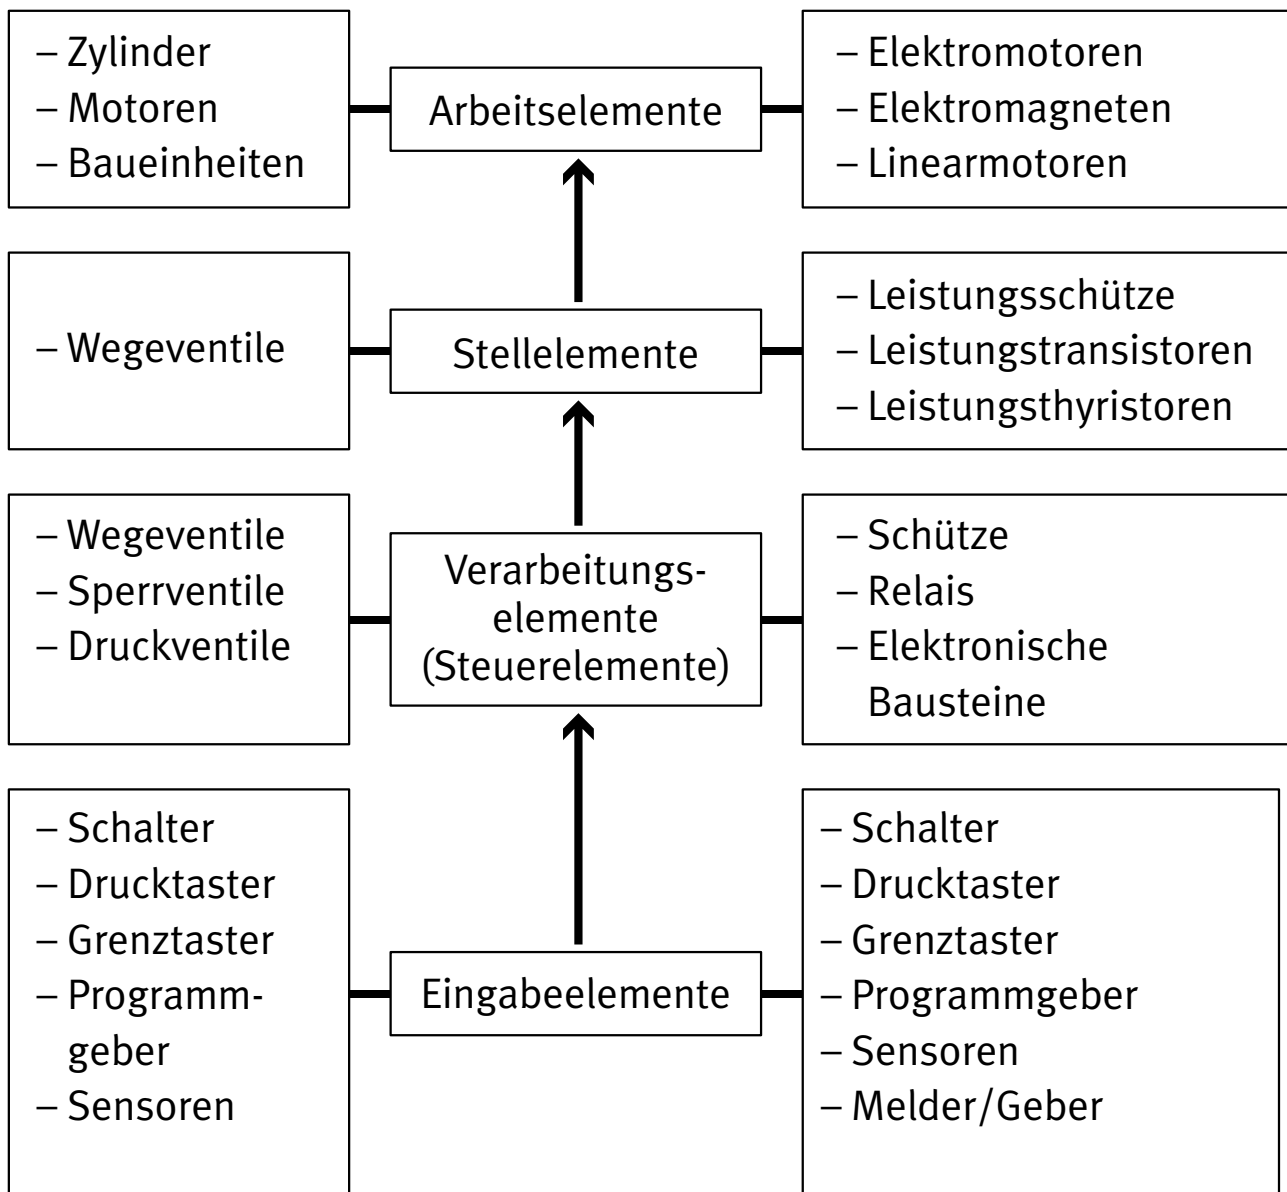 – Zylinder
– Motoren
– Baueinheiten
Arbeitselemente
– Elektromotoren
– Elektromagneten
– Linearmotoren
– Wegeventile
Stellelemente
– Leistungsschütze
– Leistungstransistoren
– Leistungsthyristoren
– Wegeventile
– Sperrventile
– Druckventile
Verarbeitungs-
elemente
(Steuerelemente)
– Schütze
– Relais
– Elektronische
Bausteine
– Schalter
– Drucktaster
– Grenztaster
– Programm-
geber
– Sensoren
Eingabeelemente
– Schalter
– Drucktaster
– Grenztaster
– Programmgeber
– Sensoren
– Melder/Geber